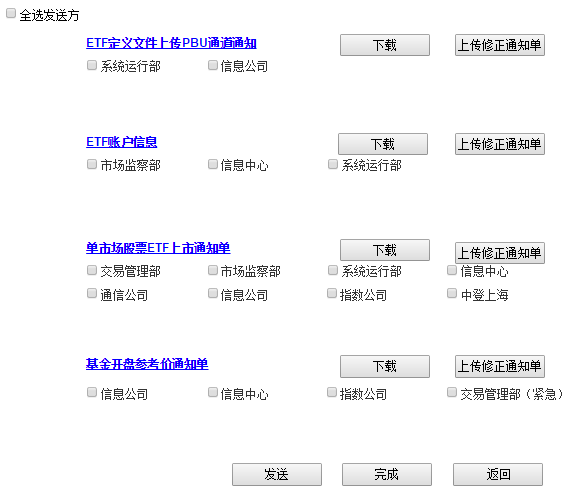 全选发送方
ETF定义文件上传PBU通道通知 下载 上传修正通知单
系统运行部 信息公司
ETF账户信息 下载 上传修正通知单
市场监察部 信息中心 系统运行部
单市场股票ETF上市通知单 下载 上传修正通知单
交易管理部 市场监察部 系统运行部 信息中心
通信公司 信息公司 指数公司 中登上海
基金开盘参考价通知单 下载 上传修正通知单
信息公司 信息中心 指数公司 交易管理部（紧急）
发送 完成 返回